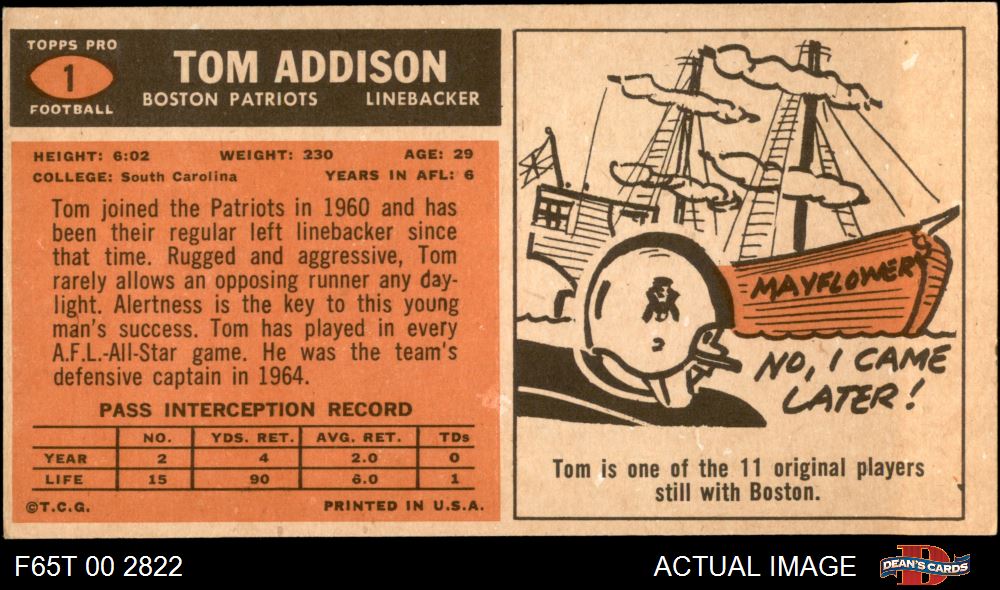 TOPPS PRO
1
FOOTBALL
TOM ADDISON
BOSTON PATRIOTS LINEBACKER
HEIGHT: 6:02 WEIGHT: 230 AGE: 29
COLLEGE: South Carolina YEARS IN AFL: 6
Tom joined the Patriots in 1960 and has
been their regular left linebacker since
that time. Rugged and aggressive, Tom
rarely allows an opposing runner any day-
light. Alertness is the key to this young
man's success. Tom has played in every
A.F.L.-All-Star game. He was the team's
defensive captain in 1964.
PASS INTERCEPTION RECORD
NO. YDS. RET. AVG. RET. TDs
YEAR 2 4 2.0 0
LIFE 15 90 6.0 1
©T.C.G. PRINTED IN U.S.A.
MAYFLOWER
NO, I CAME
LATER!
Tom is one of the 11 original players
still with Boston.
F65T 00 2822
ACTUAL IMAGE
D
DEAN'S CARDS